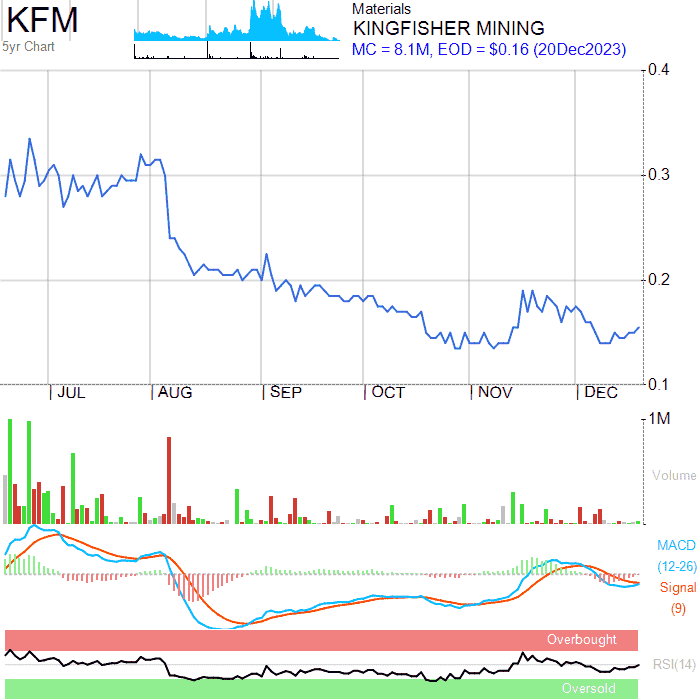 KFM
5yr Chart
Materials
KINGFISHER MINING
MC = 8.1M, EOD = $0.16 (20Dec2023)
0.4
0.3
0.2
0.1
JUL
AUG
SEP
OCT
NOV
DEC
1M
Volume
MACD
(12-26)
Signal
(9)
Overbought
RSI(14)
Oversold